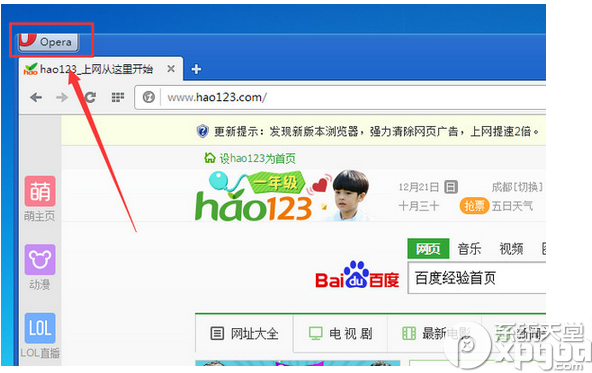 Opera
hao123_上网从这里开始
www.hao123.com/
更新提示：发现新版本浏览器，强力清除网页广告，上网提速2倍。
设hao123为首页
一年级
hao123
12月21日 日 成都[切换]
十月三十 抢票 五日天气
萌
萌主页
动漫
LOL
LOL直播
网页 音乐 视频
Bai du 百度
百度经验首页
网址大全 电视剧 最新电影
系统天堂